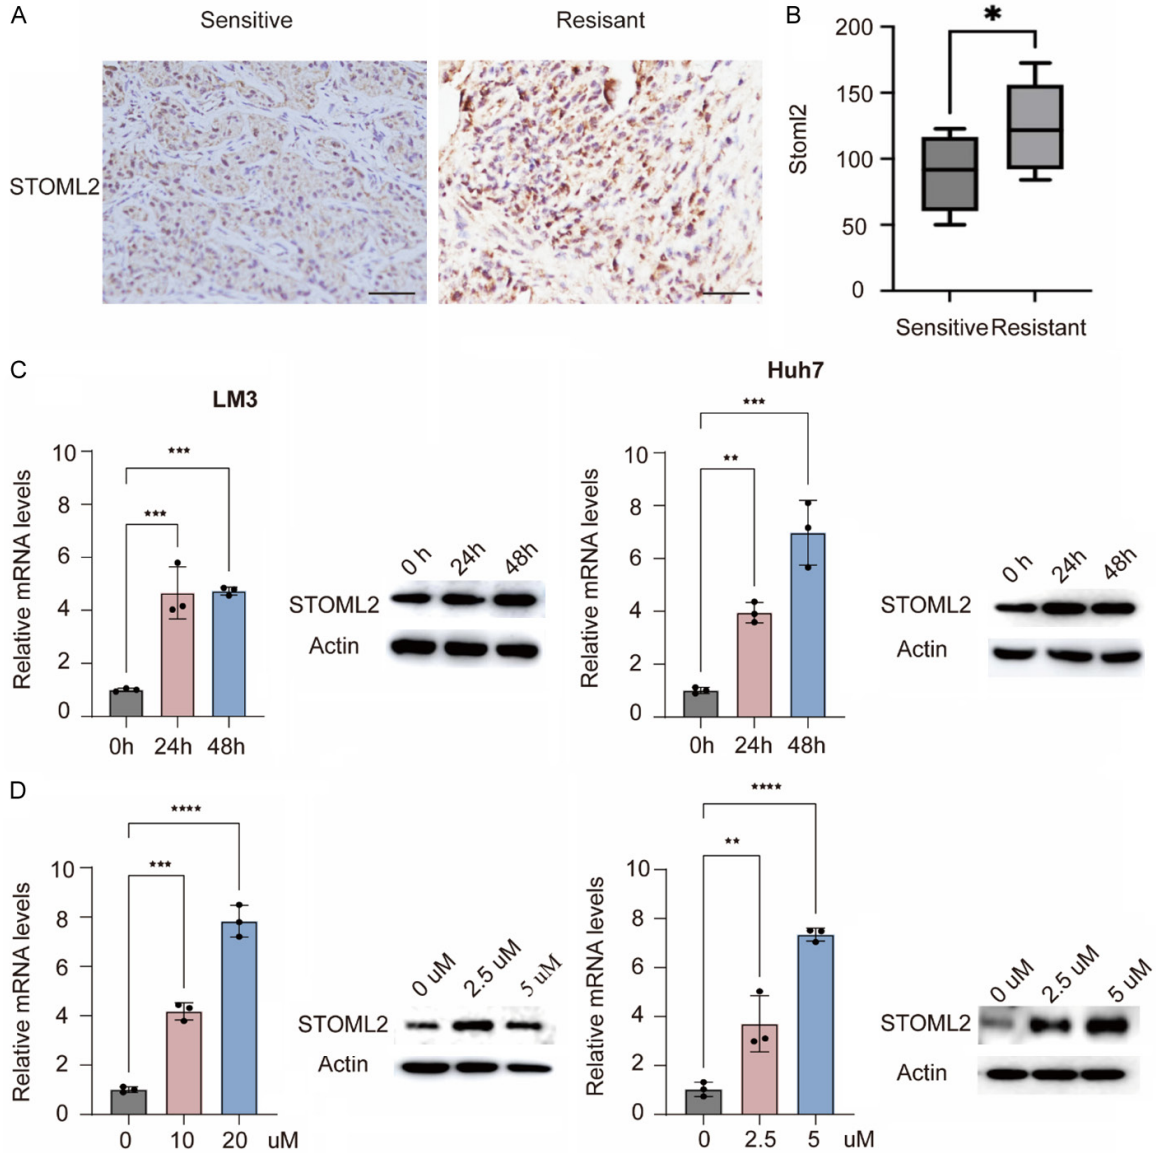 A
Sensitive
Resisant
STOML2
B
*
200
150
100
50
0
Stoml2
Sensitive Resistant
C
LM3
***
***
Relative mRNA levels
10
8
6
4
2
0
0h 24h 48h
0 h 24h 48h
STOML2
Actin
Huh7
***
**
Relative mRNA levels
10
8
6
4
2
0
0h 24h 48h
0 h 24h 48h
STOML2
Actin
D
****
***
Relative mRNA levels
10
8
6
4
2
0
0 10 20 uM
0 uM 2.5 uM 5 uM
STOML2
Actin
****
**
Relative mRNA levels
10
8
6
4
2
0
0 2.5 5 uM
0 uM 2.5 uM 5 uM
STOML2
Actin